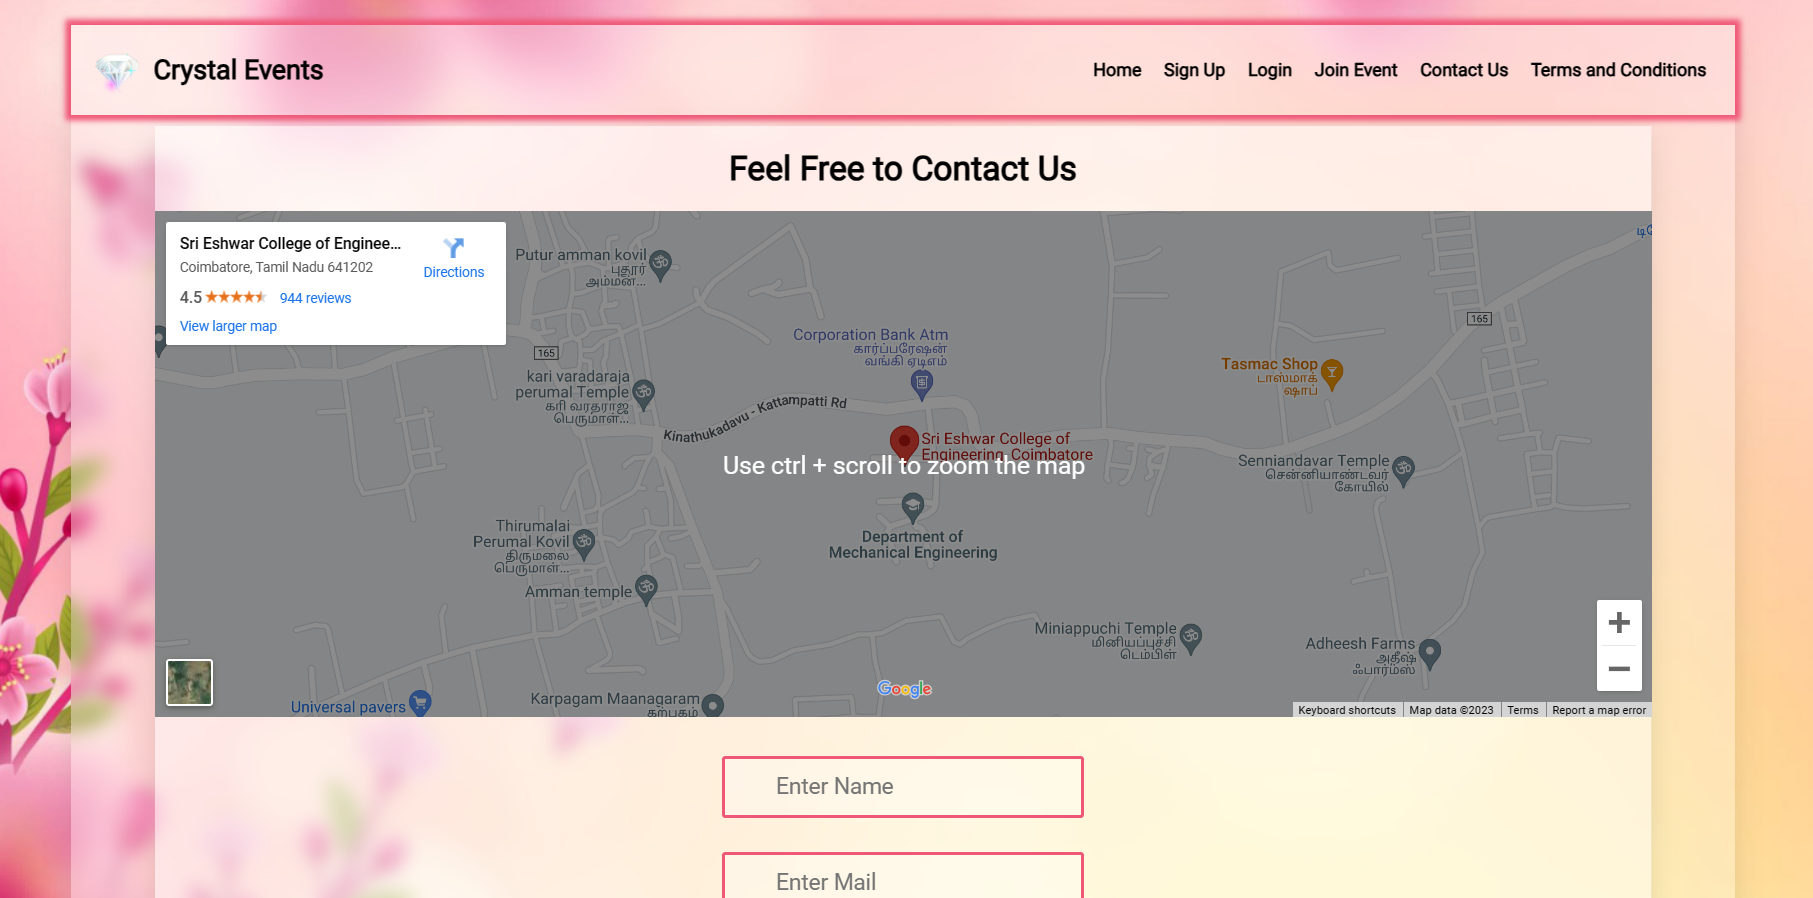 Crystal Events
Home Sign Up Login Join Event Contact Us Terms and Conditions
Feel Free to Contact Us
Sri Eshwar College of Enginee...
Coimbatore, Tamil Nadu 641202
Directions
4.5 944 reviews
View larger map
Putur amman kovil
புதூர்
அம்மன்...
165
165
Corporation Bank Atm
கார்ப்பரேஷன்
வங்கி ஏடிஎம்
Tasmac Shop
டாஸ்மாக்
ஷாப்
kari varadaraja
perumal Temple
கரி வரதராஜ
பெருமாள்...
Kinathukadavu - Kattampatti Rd
Sri Eshwar College of
Engineering, Coimbatore
Use ctrl + scroll to zoom the map
Senniandavar Temple
சென்னியாண்டவர்
கோயில்
Department of
Mechanical Engineering
Thirumalai
Perumal Kovil
திருமலை
பெருமாள்...
Amman temple
Miniappuchi Temple
மினியப்புச்சி
டெம்பிள்
Adheesh Farms
அதீஷ்
ஃபார்ம்ஸ்
Karpagam Maanagaram
கற்பகம்
Universal pavers
Google
Keyboard shortcuts Map data ©2023 Terms Report a map error
Enter Name
Enter Mail